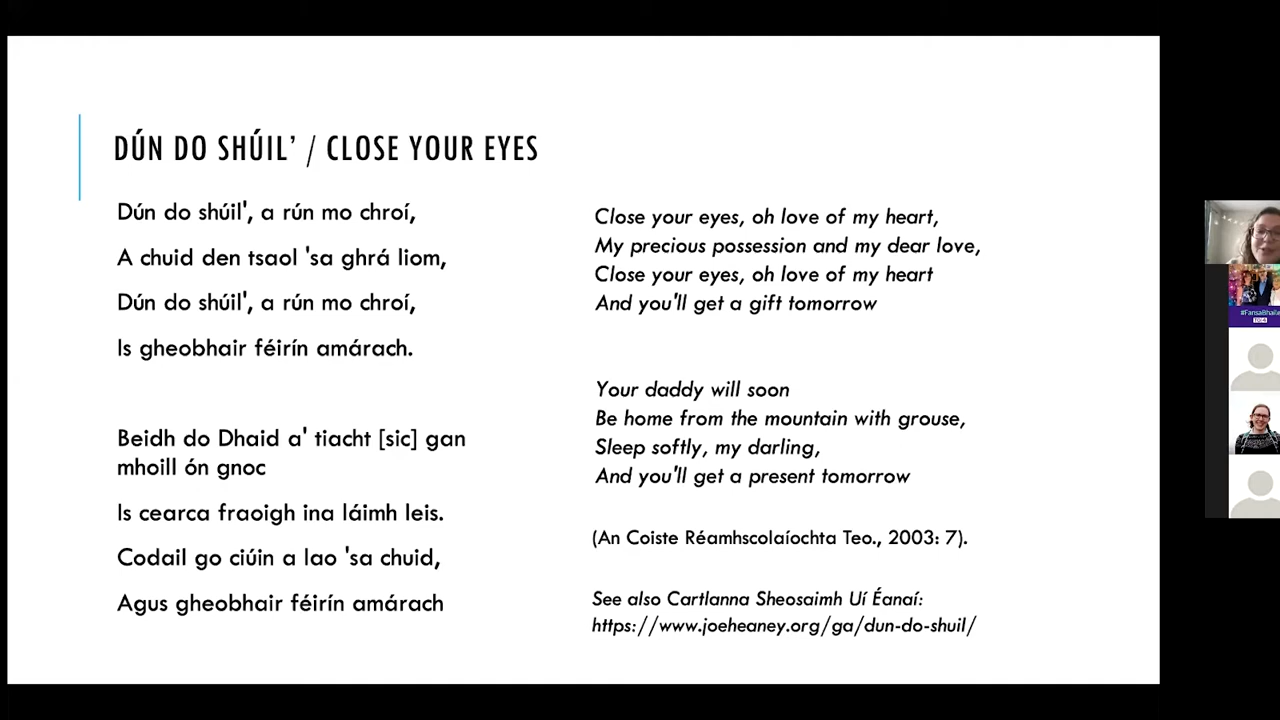 DÚN DO SHÚIL’ / CLOSE YOUR EYES
Dún do shúil', a rún mo chroí,
A chuid den tsaol 'sa ghrá liom,
Dún do shúil', a rún mo chroí,
Is gheobhair féirín amárach.
Beidh do Dhaid a' tiacht [sic] gan
mhoill ón gnoc
Is cearca fraoigh ina láimh leis.
Codail go ciúin a lao 'sa chuid,
Agus gheobhair féirín amárach
Close your eyes, oh love of my heart,
My precious possession and my dear love,
Close your eyes, oh love of my heart
And you'll get a gift tomorrow
Your daddy will soon
Be home from the mountain with grouse,
Sleep softly, my darling,
And you'll get a present tomorrow
(An Coiste Réamhscolaíochta Teo., 2003: 7).
See also Cartlanna Sheosaimh Uí Éanaí:
https://www.joeheaney.org/ga/dun-do-shuil/